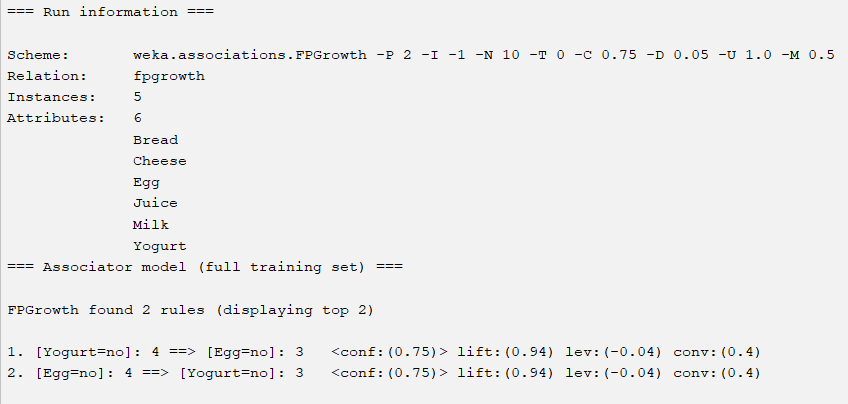 === Run information ===
Scheme: weka.associations.FPGrowth -P 2 -I -1 -N 10 -T 0 -C 0.75 -D 0.05 -U 1.0 -M 0.5
Relation: fpgrowth
Instances: 5
Attributes: 6
Bread
Cheese
Egg
Juice
Milk
Yogurt
=== Associator model (full training set) ===
FPGrowth found 2 rules (displaying top 2)
1. [Yogurt=no]: 4 ==> [Egg=no]: 3 <conf:(0.75)> lift:(0.94) lev:(-0.04) conv:(0.4)
2. [Egg=no]: 4 ==> [Yogurt=no]: 3 <conf:(0.75)> lift:(0.94) lev:(-0.04) conv:(0.4)